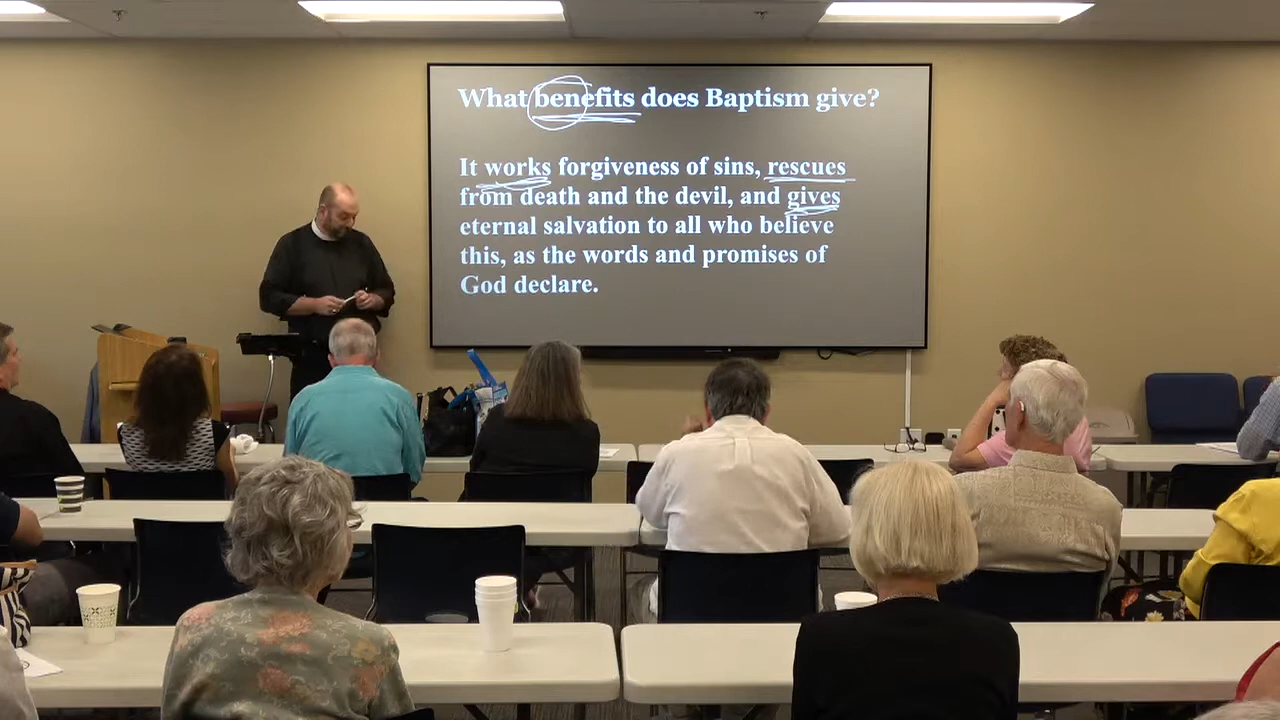 What benefits does Baptism give?
It works forgiveness of sins, rescues
from death and the devil, and gives
eternal salvation to all who believe
this, as the words and promises of
God declare.